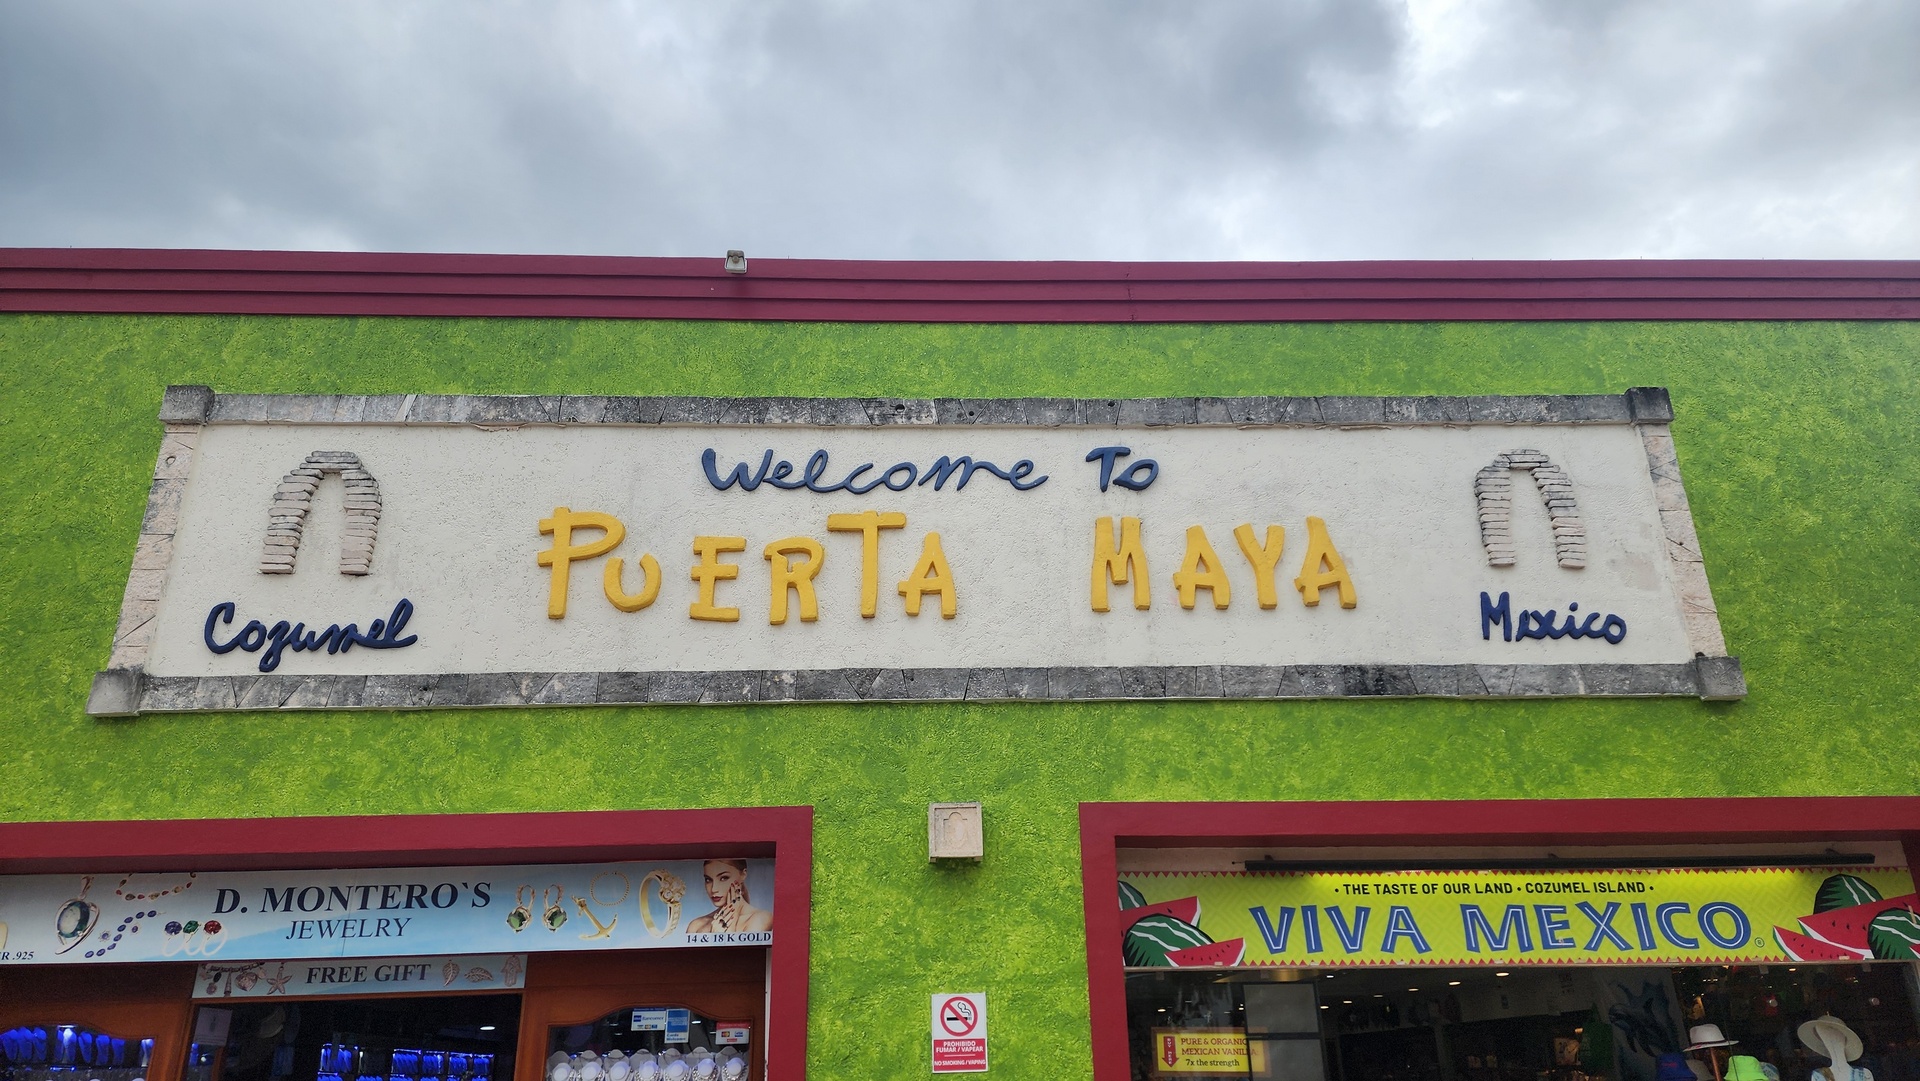 Welcome To
PUERTA MAYA
Cozumel
Mexico
D. MONTERO`S
JEWELRY
14 & 18 K GOLD
.925
FREE GIFT
• THE TASTE OF OUR LAND • COZUMEL ISLAND •
VIVA MEXICO
PROHIBIDO
FUMAR / VAPEAR
NO SMOKING / VAPING
PURE & ORGANIC
MEXICAN VANILLA
7x the strength